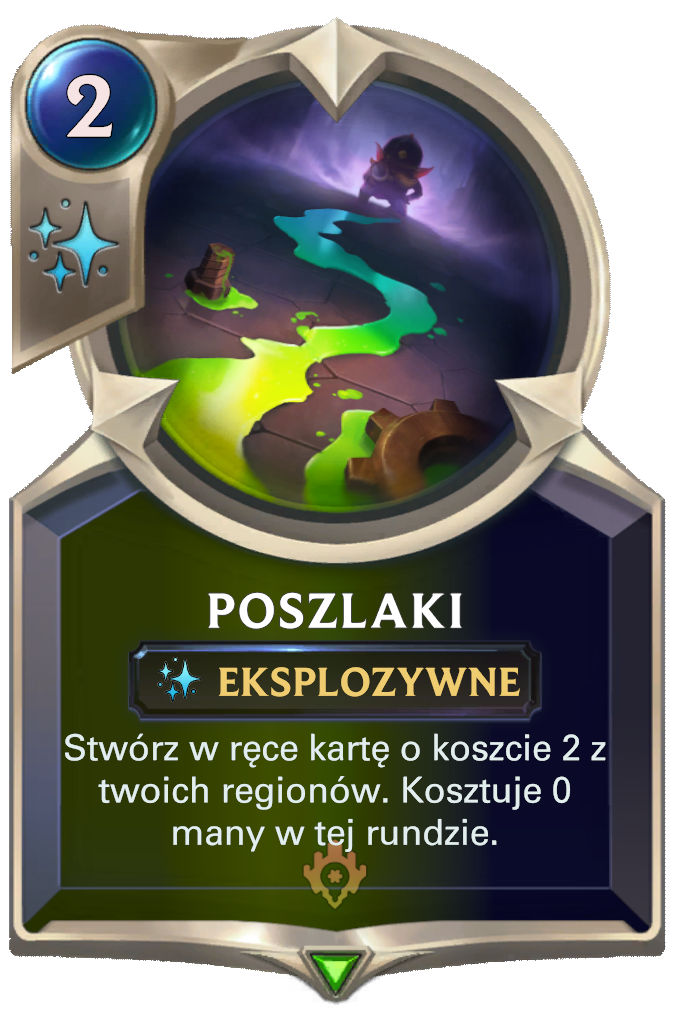 2
POSZLAKI
EKSPLOZYWNE
Stwórz w ręce kartę o koszcie 2 z
twoich regionów. Kosztuje 0
many w tej rundzie.